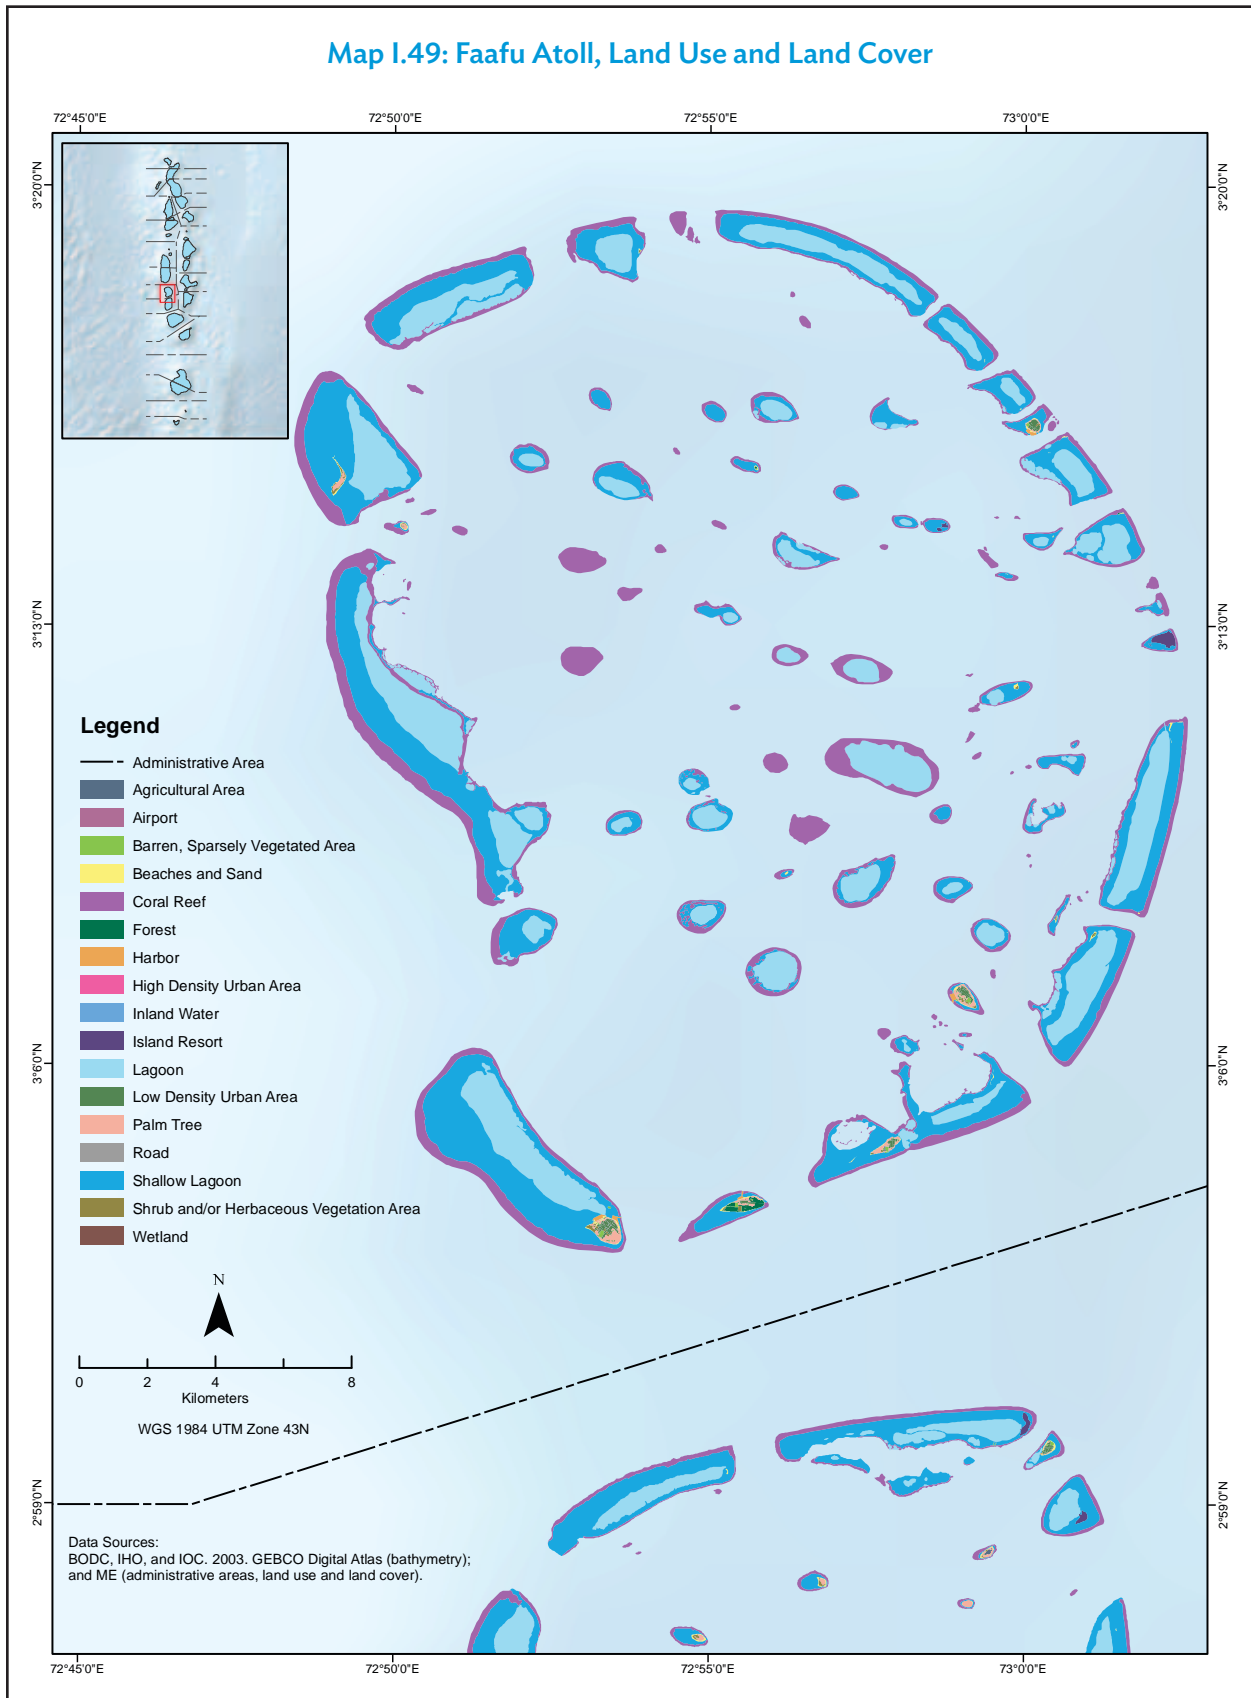 Map I.49: Faafu Atoll, Land Use and Land Cover
72°45'0"E
72°50'0"E
72°55'0"E
73°0'0"E
3°20'0"N
3°20'0"N
3°13'0"N
3°13'0"N
Legend
Administrative Area
Agricultural Area
Airport
Barren, Sparsely Vegetated Area
Beaches and Sand
Coral Reef
Forest
Harbor
High Density Urban Area
Inland Water
Island Resort
Lagoon
Low Density Urban Area
Palm Tree
Road
Shallow Lagoon
Shrub and/or Herbaceous Vegetation Area
Wetland
3°6'0"N
3°6'0"N
N
0 2 4 8
Kilometers
WGS 1984 UTM Zone 43N
2°59'0"N
2°59'0"N
Data Sources:
BODC, IHO, and IOC. 2003. GEBCO Digital Atlas (bathymetry);
and ME (administrative areas, land use and land cover).
72°45'0"E
72°50'0"E
72°55'0"E
73°0'0"E